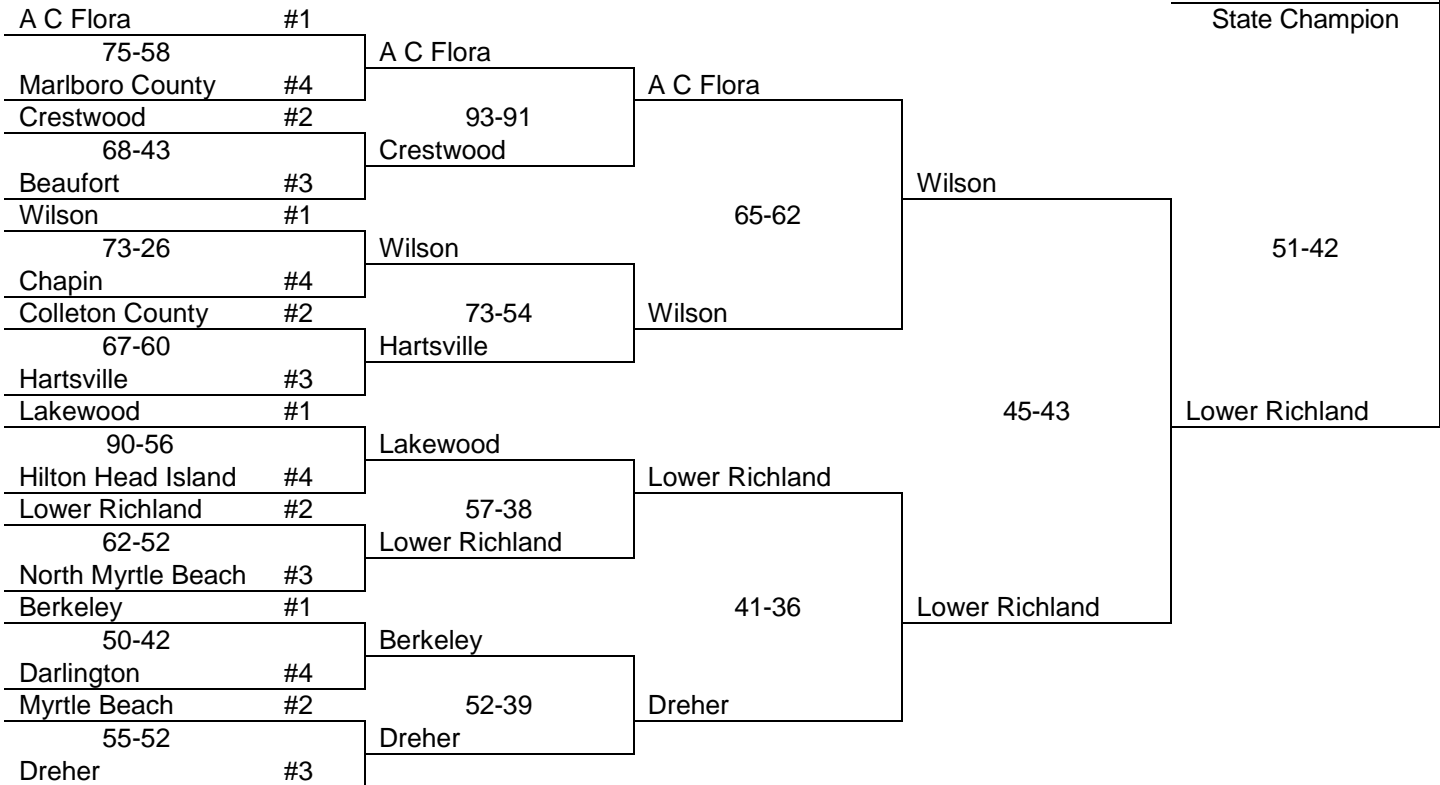 A C Flora #1 State Champion
75-58 A C Flora
Marlboro County #4 A C Flora
Crestwood #2 93-91
68-43 Crestwood
Beaufort #3 Wilson
Wilson #1 65-62
73-26 Wilson 51-42
Chapin #4
Colleton County #2 73-54 Wilson
67-60 Hartsville
Hartsville #3
Lakewood #1 45-43 Lower Richland
90-56 Lakewood
Hilton Head Island #4 Lower Richland
Lower Richland #2 57-38
62-52 Lower Richland
North Myrtle Beach #3
Berkeley #1 41-36 Lower Richland
50-42 Berkeley
Darlington #4
Myrtle Beach #2 52-39 Dreher
55-52 Dreher
Dreher #3